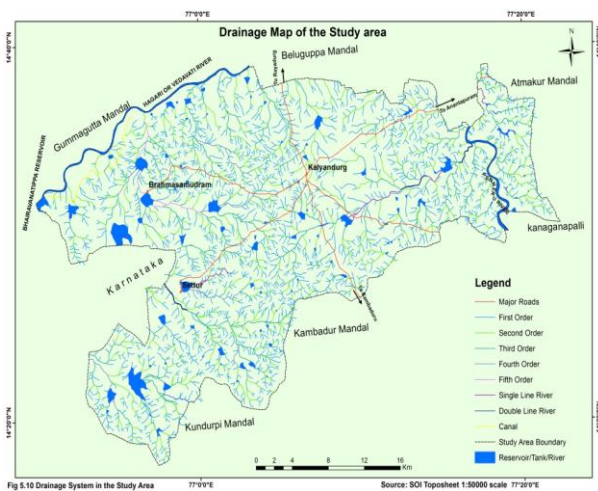 77°0'0"E
77°20'0"E
14°40'0"N
Drainage Map of the Study area
Beluguppa Mandal
N
Atmakur Mandal
HAGARI OR VEDAVATI RIVER
Gummagutta Mandal
To Anantapuram
Kalyandurg
BHAIRAVANATIPPA RESERVOIR
Brahmasamudram
kanaganapalli
Karnataka
Settur
Kambadur Mandal
Kundurpi Mandal
14°20'0"N
Legend
Major Roads
First Order
Second Order
Third Order
Fourth Order
Fifth Order
Single Line River
Double Line River
Canal
Study Area Boundary
Reservoir/Tank/River
0 2 4 8 12 16
Km
77°0'0"E
77°20'0"E
Fig 5.10 Drainage System in the Study Area
Source: SOI Toposheet 1:50000 scale